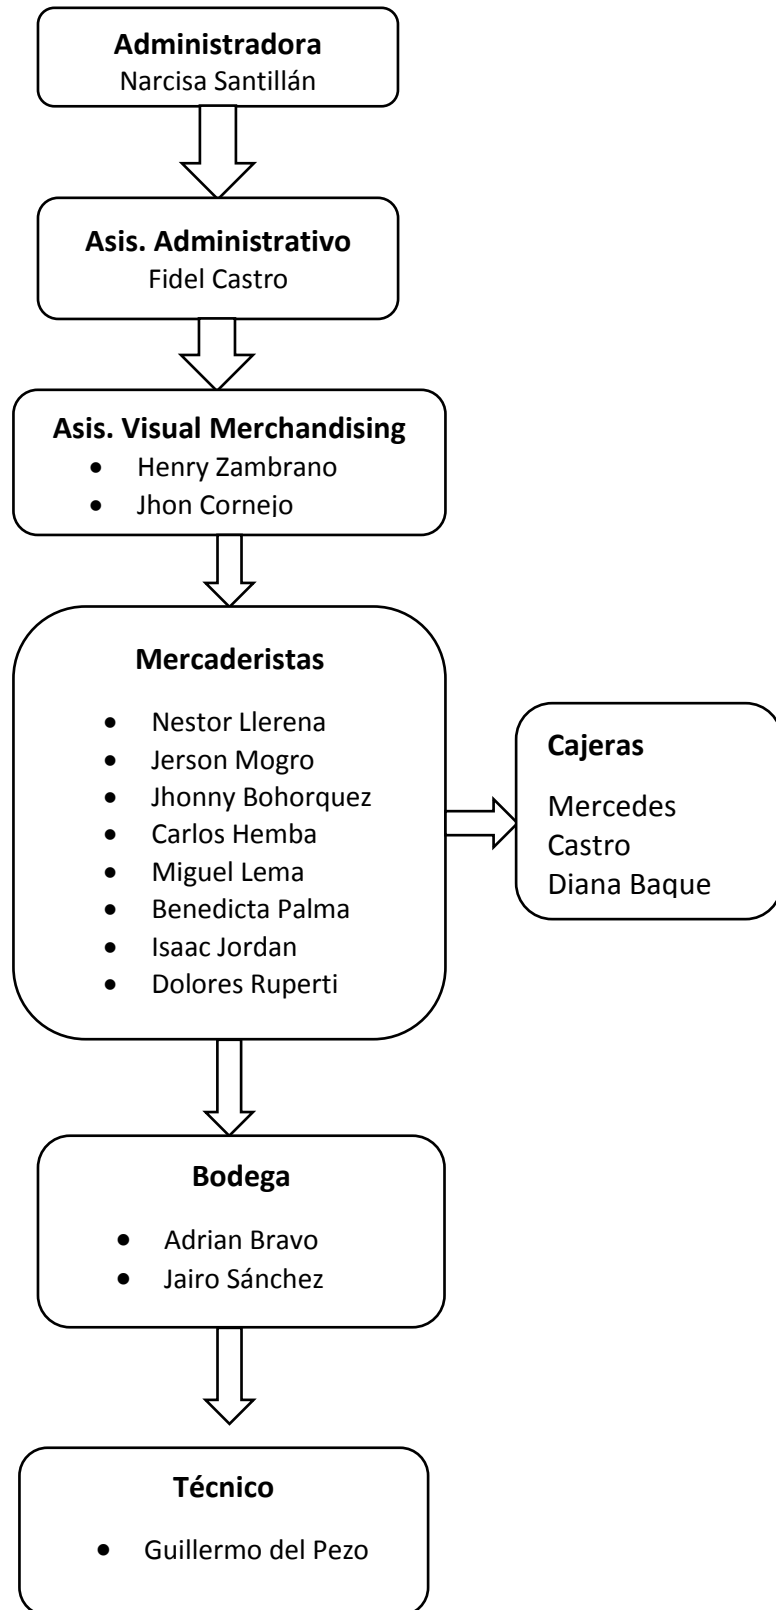 Administradora
Narcisa Santillán
Asis. Administrativo
Fidel Castro
Asis. Visual Merchandising
• Henry Zambrano
• Jhon Cornejo
Mercaderistas
• Nestor Llerena
• Jerson Mogro
• Jhonny Bohorquez
• Carlos Hemba
• Miguel Lema
• Benedicta Palma
• Isaac Jordan
• Dolores Ruperti
Cajeras
Mercedes
Castro
Diana Baque
Bodega
• Adrian Bravo
• Jairo Sánchez
Técnico
• Guillermo del Pezo